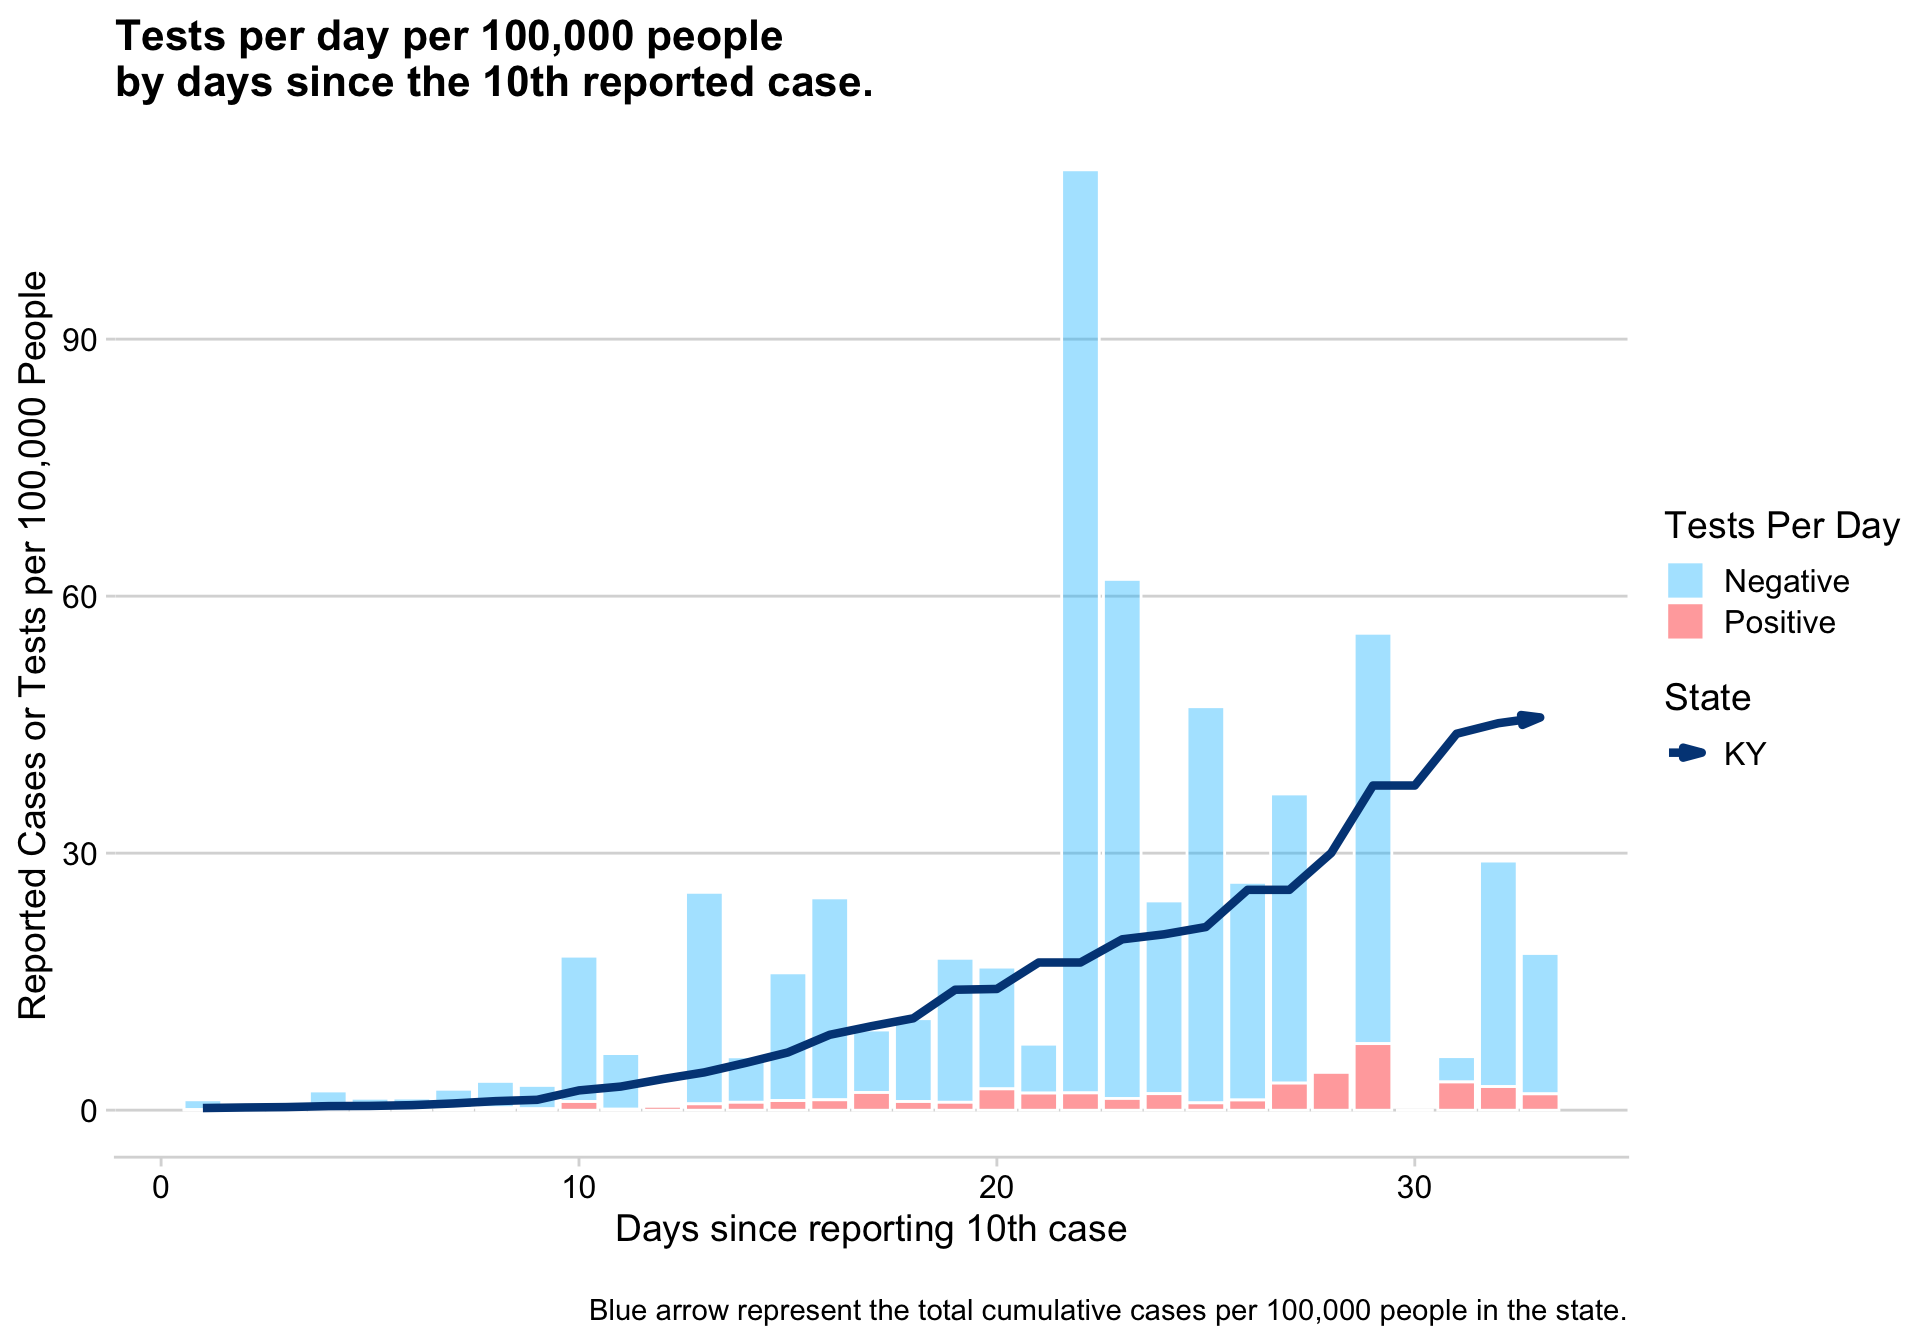 Tests per day per 100,000 people
by days since the 10th reported case.
Reported Cases or Tests per 100,000 People
90
60
30
0
0
10
20
30
Days since reporting 10th case
Tests Per Day
Negative
Positive
State
KY
Blue arrow represent the total cumulative cases per 100,000 people in the state.